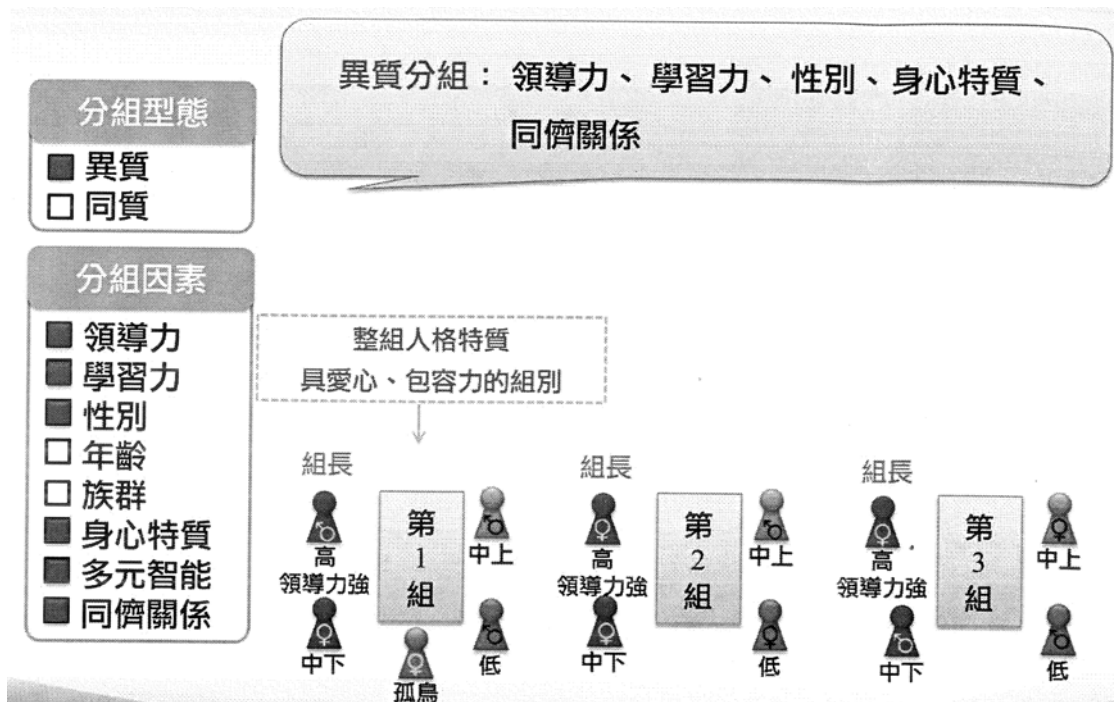 異質分組：領導力、學習力、性別、身心特質、
同儕關係
分組型態
異質
同質
分組因素
領導力
學習力
性別
年齡
族群
身心特質
多元智能
同儕關係
整組人格特質
具愛心、包容力的組別
組長
高
領導力強
中下
第1組
中上
低
孤鳥
組長
高
領導力強
中下
第2組
中上
低
組長
高
領導力強
中下
第3組
中上
低